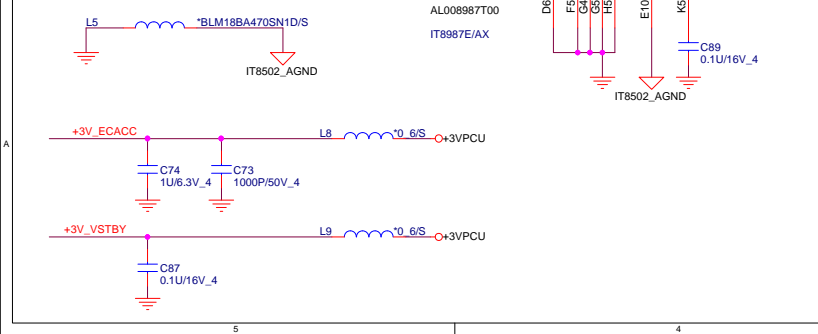 L5
*BLM18BA470SN1D/S
IT8502_AGND
AL008987T00
IT8987E/AX
D6
F5
G4
G5
H5
E10
K5
C89
0.1U/16V_4
IT8502_AGND
A
+3V_ECACC
L8
*0_6/S
+3VPCU
C74
1U/6.3V_4
C73
1000P/50V_4
+3V_VSTBY
L9
*0_6/S
+3VPCU
C87
0.1U/16V_4
5
4